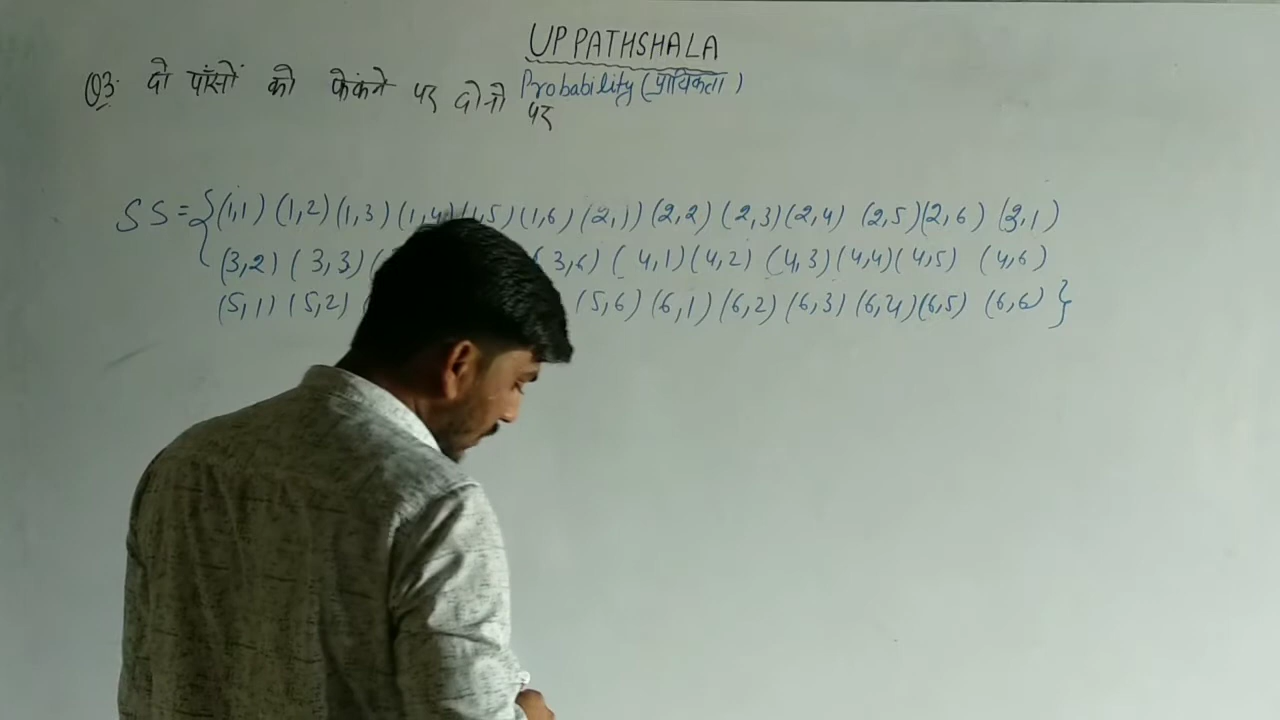 UP PATHSHALA
Probability (प्रायिकता)
Q3. दो पाँसों को फेकने पर दोनो पर
SS = { (1,1) (1,2) (1,3) (1,4) (1,5) (1,6) (2,1) (2,2) (2,3) (2,4) (2,5) (2,6) (3,1)
(3,2) (3,3) ( 3,6) (4,1) (4,2) (4,3) (4,4) (4,5) (4,6)
(5,1) (5,2) (5,6) (6,1) (6,2) (6,3) (6,4) (6,5) (6,6) }